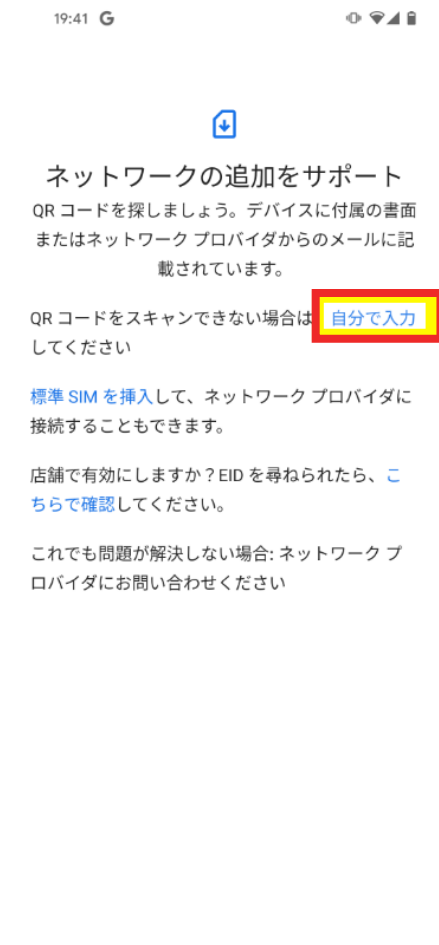 19:41 G
ネットワークの追加をサポート
QR コードを探しましょう。デバイスに付属の書面
またはネットワーク プロバイダからのメールに記
載されています。
QR コードをスキャンできない場合は 自分で入力
してください
標準 SIM を挿入して、ネットワーク プロバイダに
接続することもできます。
店舗で有効にしますか？EID を尋ねられたら、こ
ちらで確認してください。
これでも問題が解決しない場合: ネットワーク プ
ロバイダにお問い合わせください